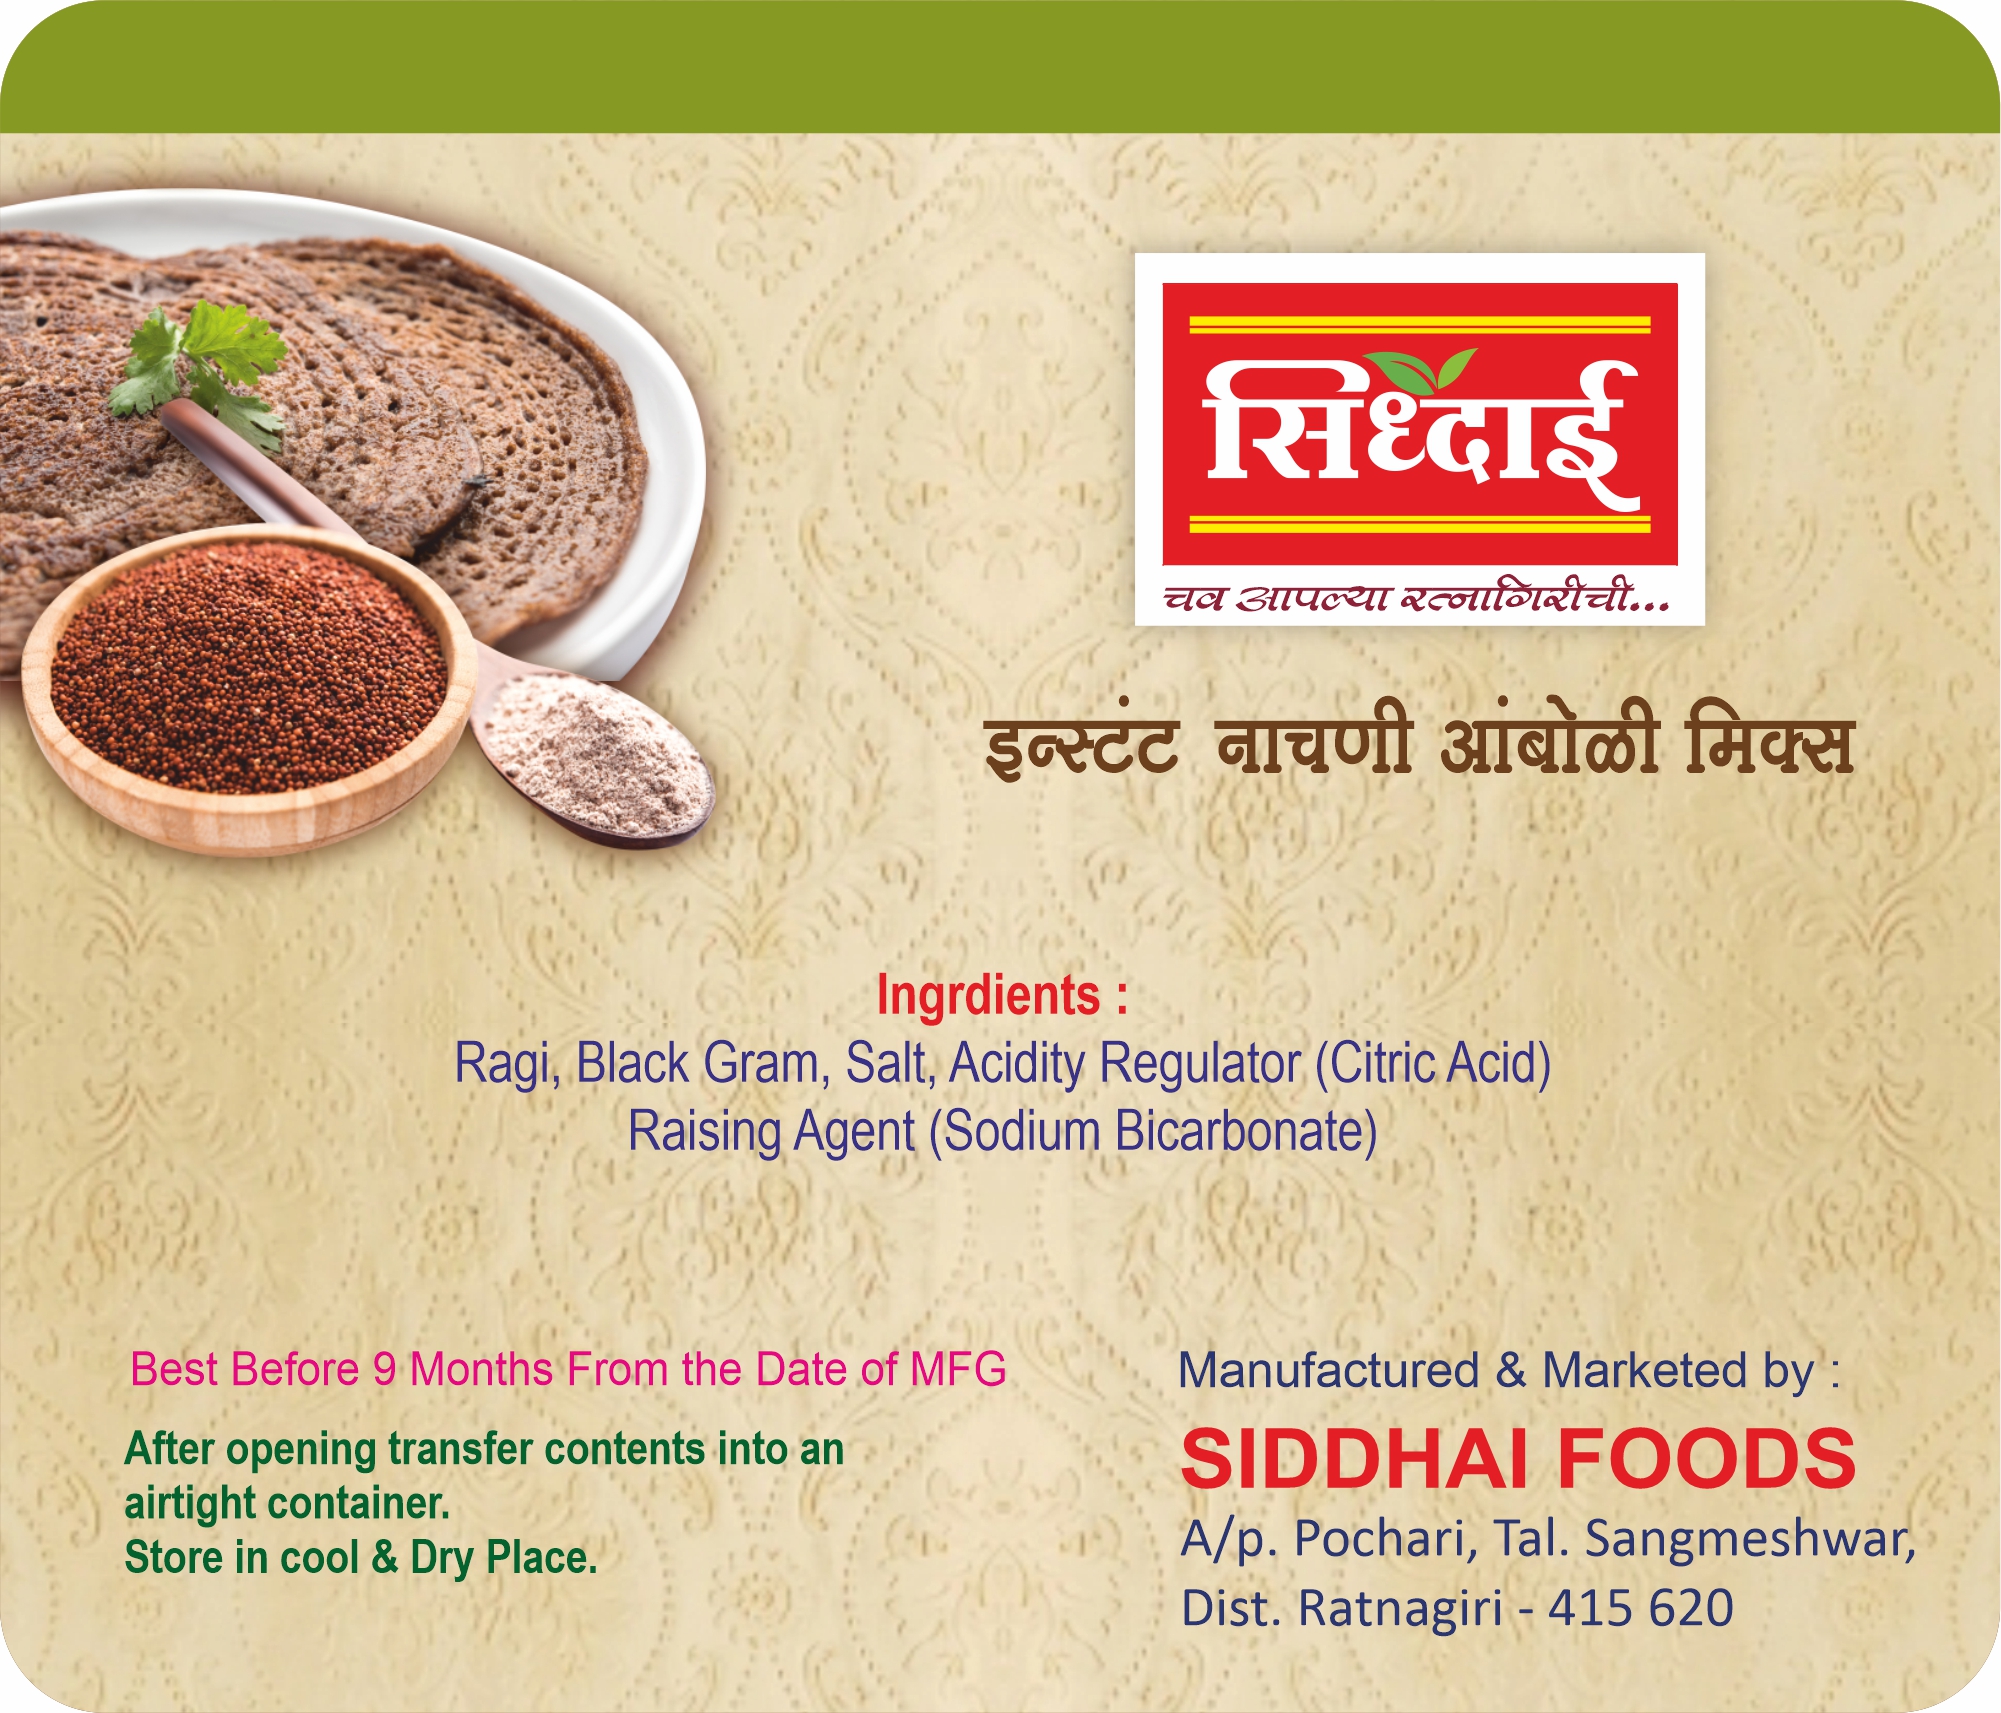 सिध्दाई
चव आपल्या रत्नागिरीची...
इन्स्टंट नाचणी आंबोळी मिक्स
Ingrdients :
Ragi, Black Gram, Salt, Acidity Regulator (Citric Acid)
Raising Agent (Sodium Bicarbonate)
Best Before 9 Months From the Date of MFG
After opening transfer contents into an
airtight container.
Store in cool & Dry Place.
Manufactured & Marketed by :
SIDDHAI FOODS
A/p. Pochari, Tal. Sangmeshwar,
Dist. Ratnagiri - 415 620